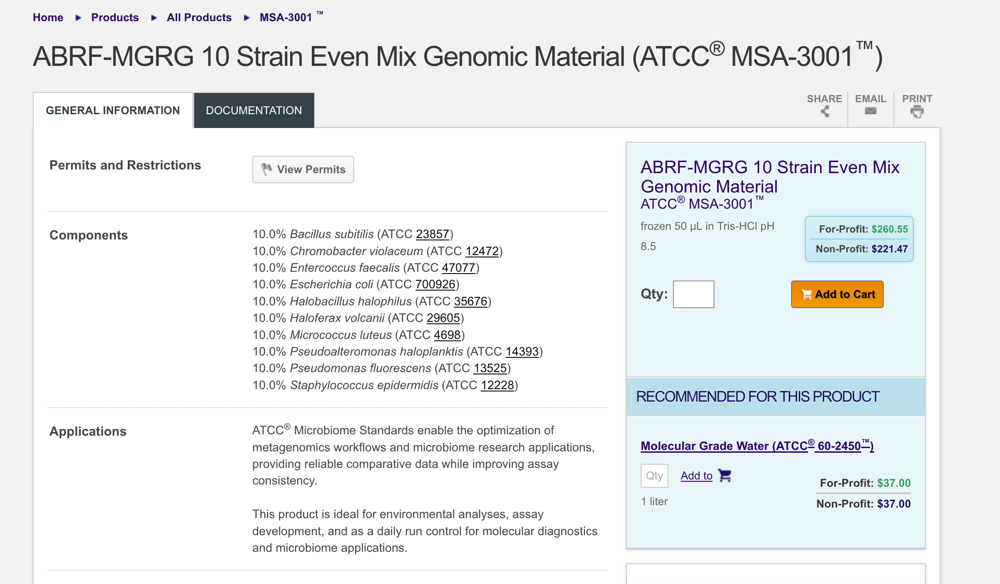 Home ▸ Products ▸ All Products ▸ MSA-3001 ™
ABRF-MGRG 10 Strain Even Mix Genomic Material (ATCC® MSA-3001™)
GENERAL INFORMATION
DOCUMENTATION
SHARE
EMAIL
PRINT
Permits and Restrictions
View Permits
Components
10.0% Bacillus subitilis (ATCC 23857)
10.0% Chromobacter violaceum (ATCC 12472)
10.0% Entercoccus faecalis (ATCC 47077)
10.0% Escherichia coli (ATCC 700926)
10.0% Halobacillus halophilus (ATCC 35676)
10.0% Haloferax volcanii (ATCC 29605)
10.0% Micrococcus luteus (ATCC 4698)
10.0% Pseudoalteromonas haloplanktis (ATCC 14393)
10.0% Pseudomonas fluorescens (ATCC 13525)
10.0% Staphylococcus epidermidis (ATCC 12228)
Applications
ATCC® Microbiome Standards enable the optimization of
metagenomics workflows and microbiome research applications,
providing reliable comparative data while improving assay
consistency.
This product is ideal for environmental analyses, assay
development, and as a daily run control for molecular diagnostics
and microbiome applications.
ABRF-MGRG 10 Strain Even Mix
Genomic Material
ATCC® MSA-3001™
frozen 50 µL in Tris-HCl pH
8.5
For-Profit: $260.55
Non-Profit: $221.47
Qty:
Add to Cart
RECOMMENDED FOR THIS PRODUCT
Molecular Grade Water (ATCC® 60-2450™)
Qty
Add to
1 liter
For-Profit: $37.00
Non-Profit: $37.00